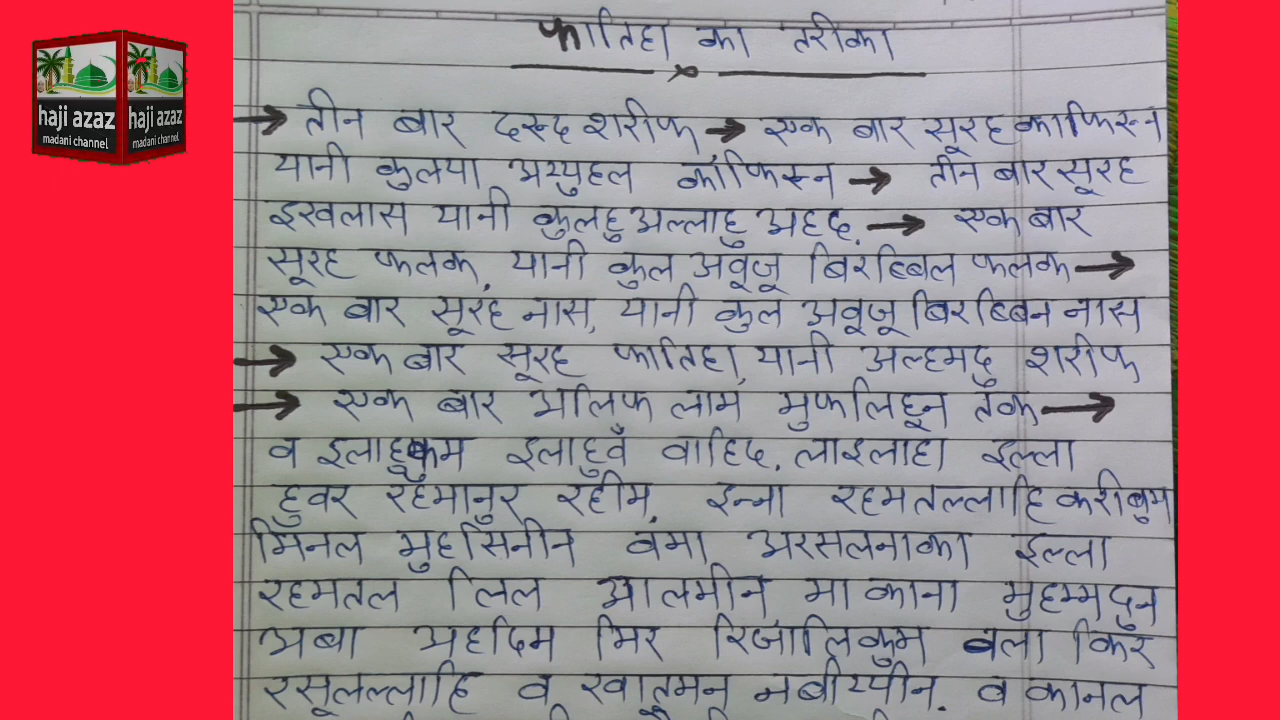 फातिहा का तरीका
haji azaz
madani channel
haji azaz
madani channel
→ तीन बार दरूद शरीफ → एक बार सूरह काफिरून
यानी कुलया अय्युहल काफिरून → तीन बार सूरह
इखलास यानी कुलहु अल्लाहु अहद, → एक बार
सूरह फलक, यानी कुल अवूजू बिरब्बिल फलक →
एक बार सूरह नास, यानी कुल अवूजू बिरब्बिन नास
→ एक बार सूरह फातिहा, यानी अल्हमदु शरीफ
→ एक बार अलिफ लाम मुफलिहून तक →
व इलाहुकुम इलाहुवँ वाहिद, लाइलाहा इल्ला
हुवर रहमानुर रहीम, इन्ना रहमतल्लाहि करीबुम
मिनल मुहसिनीन वमा अरसलनाका इल्ला
रहमतल लिल आलमीन मा काना मुहम्मदुन
अबा अहदिम मिर रिजालिकुम वला किर
रसूलल्लाहि व खातमन नबीय्यीन. व कानल